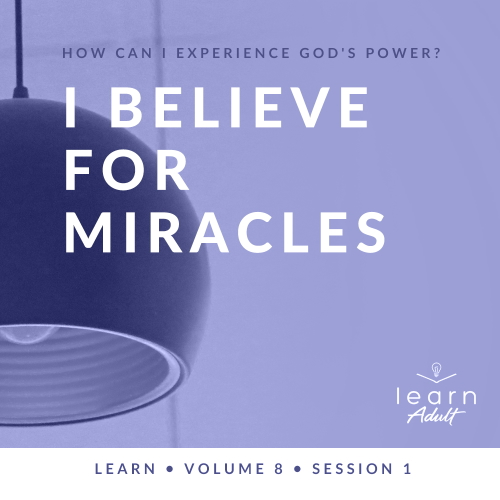 HOW CAN I EXPERIENCE GOD'S POWER?
I BELIEVE
FOR
MIRACLES
learn
Adult
LEARN • VOLUME 8 • SESSION 1